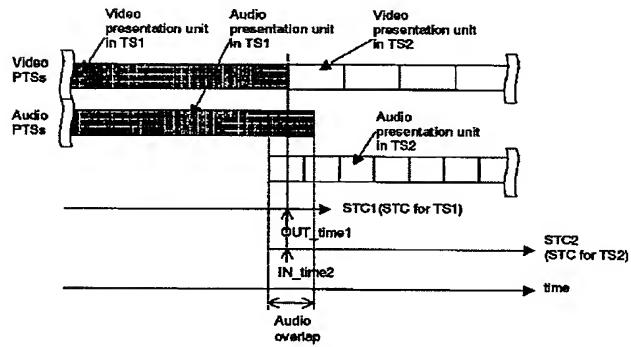 Video
presentation unit
in TS1
Audio
presentation unit
in TS1
Video
presentation unit
in TS2
Video
PTSs
Audio
PTSs
Audio
presentation unit
in TS2
STC1(STC for TS1)
OUT_time1
STC2
(STC for TS2)
IN_time2
time
Audio
overlap